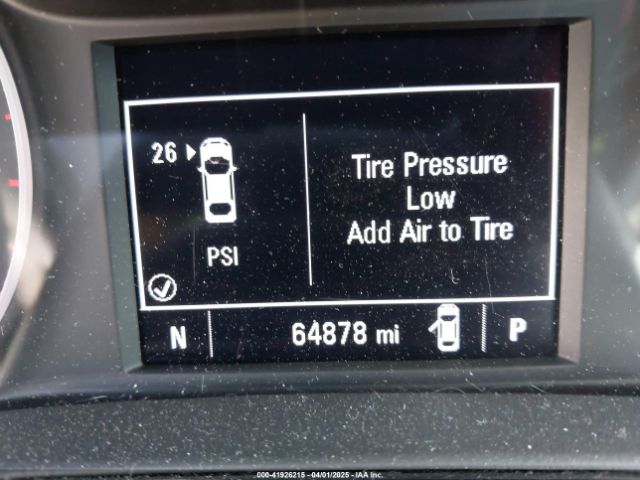 26
PSI
Tire Pressure
Low
Add Air to Tire
N 64878 mi P
000-41926215 - 04/01/2025 - IAA Inc.